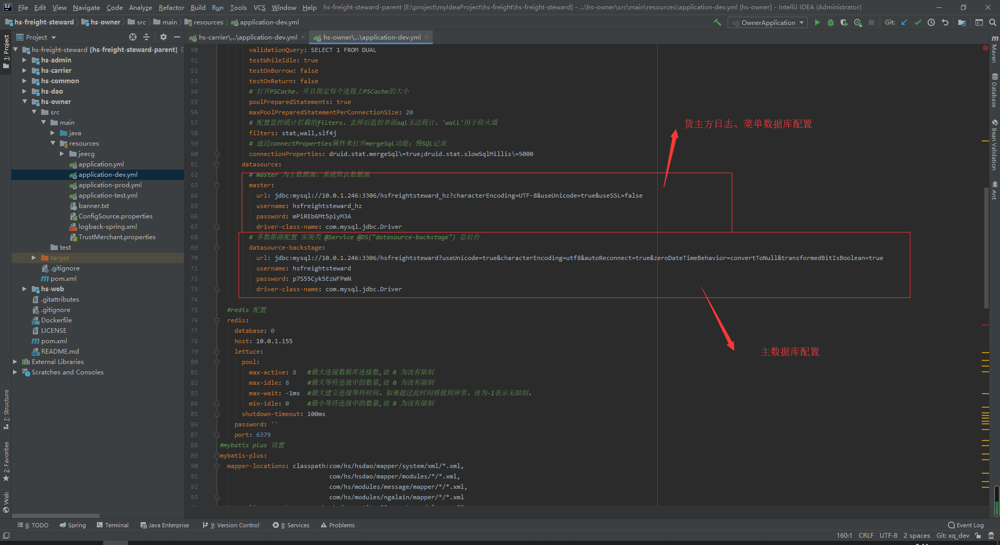 File Edit View Navigate Code Analyze Refactor Build Run Tools VCS Window Help hs-freight-steward-parent [E:\project\myIdeaProject\hs-freight\hs-freight-steward] - ...\hs-owner\src\main\resources\application-dev.yml [hs-owner] - IntelliJ IDEA (Administrator)
hs-freight-steward hs-owner src main resources application-dev.yml OwnerApplication Git:
Project
hs-carrier\...\application-dev.yml
hs-owner\...\application-dev.yml
1: Project
7: Structure
2: Favorites
Web
hs-freight-steward [hs-freight-steward-parent] E
hs-admin
hs-carrier
hs-common
hs-dao
hs-owner
src
main
java
resources
jeecg
application.yml
application-dev.yml
application-prod.yml
application-test.yml
banner.txt
ConfigSource.properties
logback-spring.xml
TrustMerchant.properties
test
target
.gitignore
pom.xml
hs-web
.gitattributes
.gitignore
Dockerfile
LICENSE
pom.xml
README.md
External Libraries
Scratches and Consoles
50 validationQuery: SELECT 1 FROM DUAL
51 testWhileIdle: true
52 testOnBorrow: false
53 testOnReturn: false
54 # 打开PSCache，并且指定每个连接上PSCache的大小
55 poolPreparedStatements: true
56 maxPoolPreparedStatementPerConnectionSize: 20
57 # 配置监控统计拦截的filters，去掉后监控界面sql无法统计，'wall'用于防火墙
58 filters: stat,wall,slf4j
59 # 通过connectProperties属性来打开mergeSql功能；慢SQL记录
60 connectionProperties: druid.stat.mergeSql\=true;druid.stat.slowSqlMillis\=5000
61 datasource:
62 # master 为主数据源，系统默认数据源
63 master:
64 url: jdbc:mysql://10.0.1.246:3306/hsfreightsteward_hz?characterEncoding=UTF-8&useUnicode=true&useSSL=false
65 username: hsfreightsteward_hz
66 password: mPiREb6Mt5piyM3A
67 driver-class-name: com.mysql.jdbc.Driver
68 # 多数据源配置 实现类 @Service @DS("datasource-backstage") 总后台
69 datasource-backstage:
70 url: jdbc:mysql://10.0.1.246:3306/hsfreightsteward?useUnicode=true&characterEncoding=utf8&autoReconnect=true&zeroDateTimeBehavior=convertToNull&transformedBitIsBoolean=true
71 username: hsfreightsteward
72 password: p7S55Cyk5EzWFPmN
73 driver-class-name: com.mysql.jdbc.Driver
74
75 #redis 配置
76 redis:
77 database: 0
78 host: 10.0.1.155
79 lettuce:
80 pool:
81 max-active: 8 #最大连接数据库连接数,设 0 为没有限制
82 max-idle: 8 #最大等待连接中的数量,设 0 为没有限制
83 max-wait: -1ms #最大建立连接等待时间。如果超过此时间将接到异常。设为-1表示无限制。
84 min-idle: 0 #最小等待连接中的数量,设 0 为没有限制
85 shutdown-timeout: 100ms
86 password: ''
87 port: 6379
88 #mybatis plus 设置
89 mybatis-plus:
90 mapper-locations: classpath:com/hs/hsdao/mapper/system/xml/*.xml,
91 com/hs/hsdao/mapper/modules/*/*.xml,
92 com/hs/modules/message/mapper/*/*.xml,
93 com/hs/modules/ngalain/mapper/*/*.xml
货主方日志、菜单数据库配置
主数据库配置
Maven
Database
Bean Validation
Ant
6: TODO Spring Terminal Java Enterprise 9: Version Control 8: Services Problems Event Log
160:1 CRLF UTF-8 2 spaces Git: xq_dev